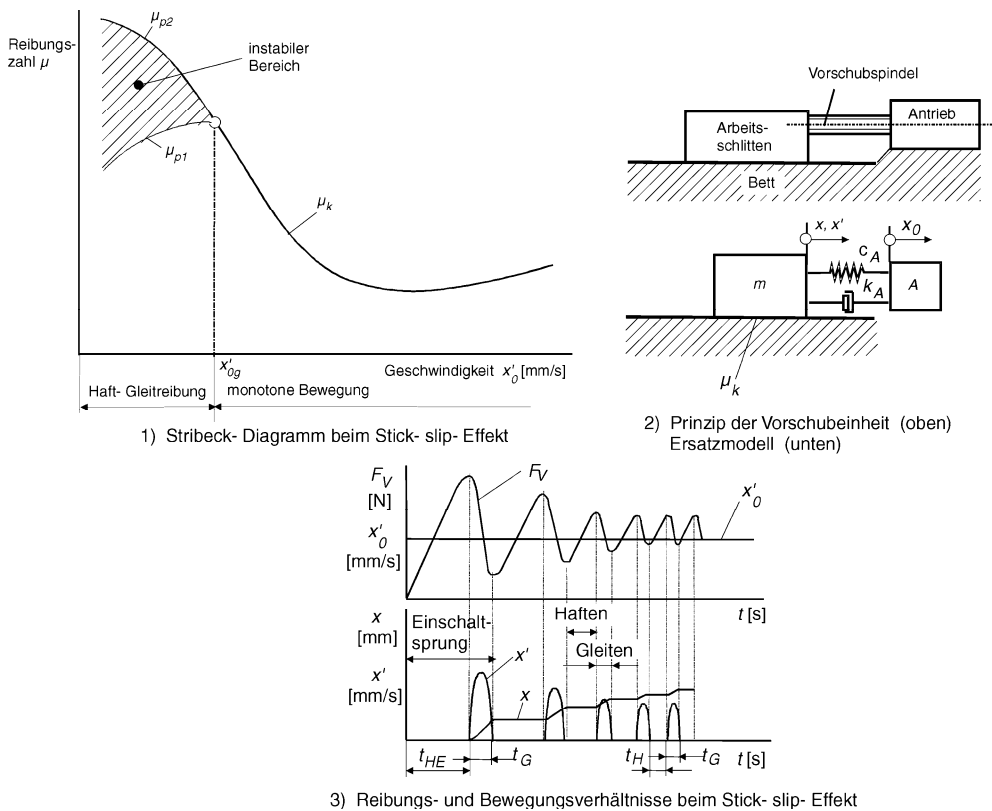 Reibungs-
zahl μ
μp2
instabiler
Bereich
μp1
μk
x'0g
Geschwindigkeit x'0 [mm/s]
Haft- Gleitreibung
monotone Bewegung
1) Stribeck- Diagramm beim Stick- slip- Effekt
Vorschubspindel
Arbeits-
schlitten
Antrieb
Bett
x, x'
x0
cA
kA
m
A
μk
2) Prinzip der Vorschubeinheit (oben)
Ersatzmodell (unten)
FV
[N]
FV
x'0
x'0
[mm/s]
t [s]
x
[mm]
Einschalt-
sprung
Haften
Gleiten
x'
x'
[mm/s]
x
tHE
tG
tH
tG
t [s]
3) Reibungs- und Bewegungsverhältnisse beim Stick- slip- Effekt